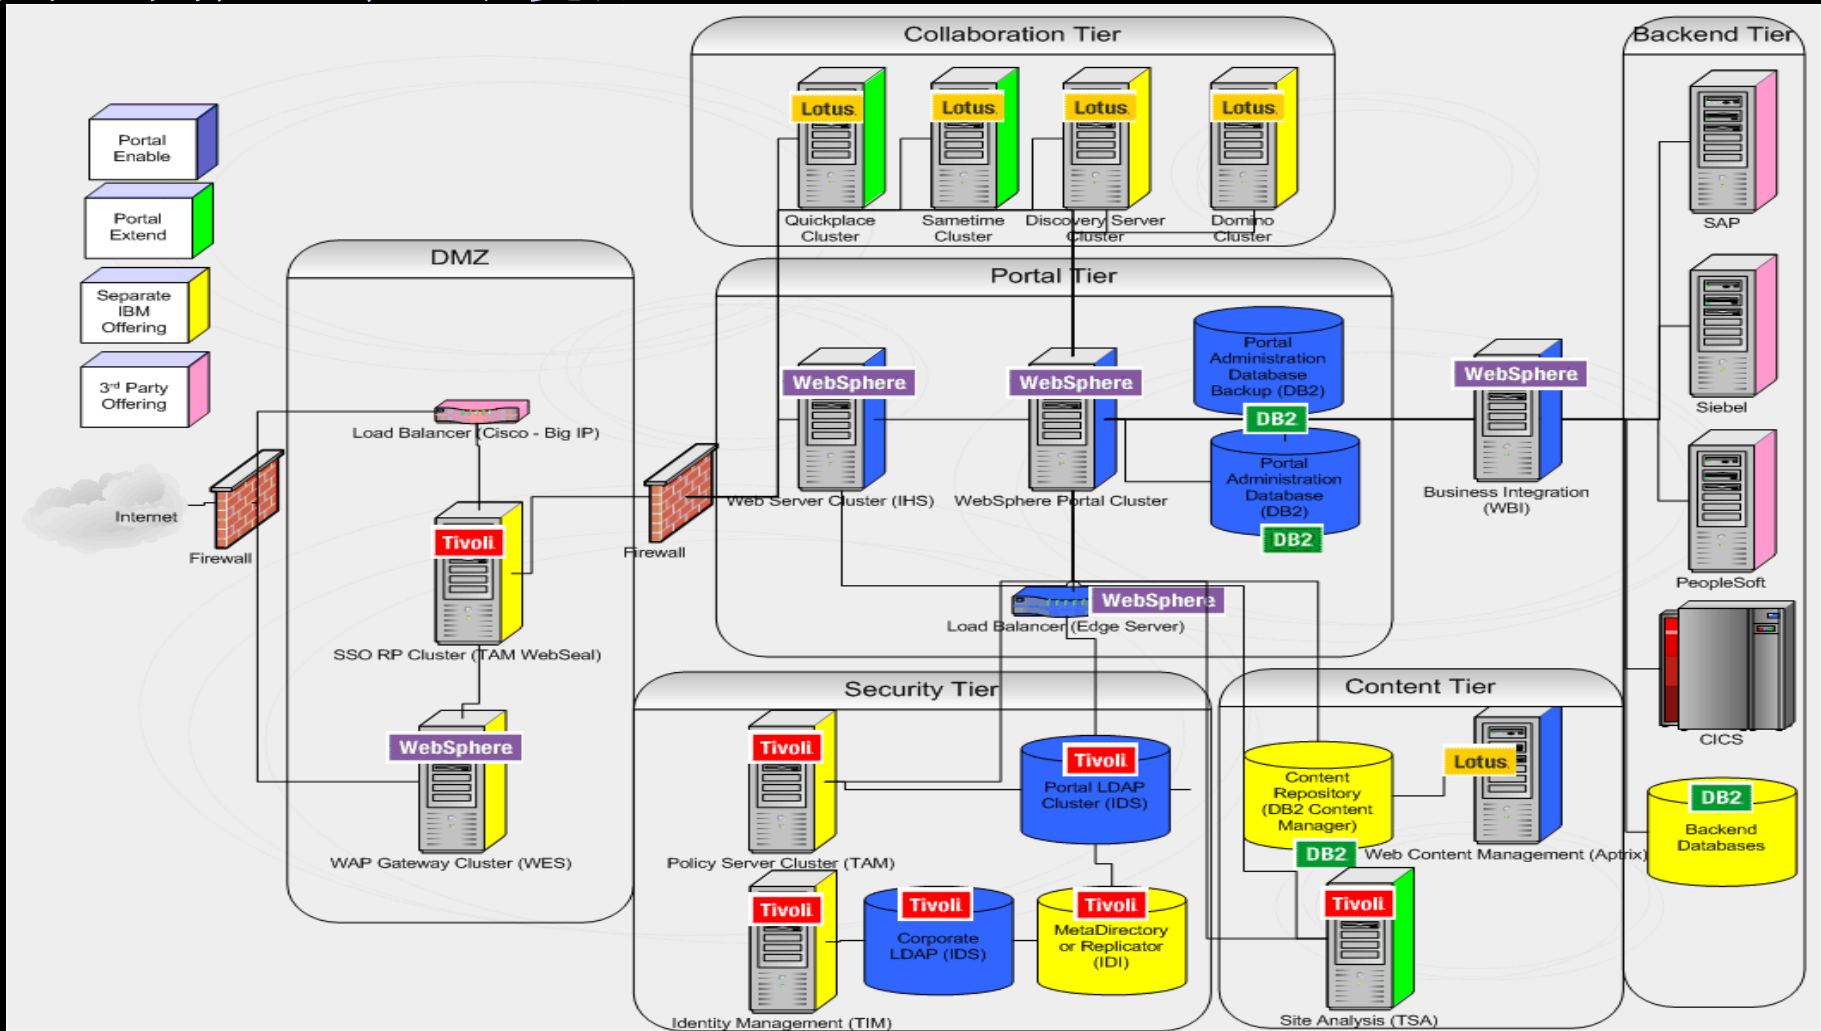 Collaboration Tier
Backend Tier
Lotus.
Lotus.
Lotus.
Lotus.
Quickplace
Cluster
Sametime
Cluster
Discovery Server
Cluster
Domino
Cluster
Portal
Enable
Portal
Extend
Separate
IBM
Offering
3rd Party
Offering
DMZ
Load Balancer (Cisco - Big IP)
Internet
Firewall
Tivoli.
SSO RP Cluster (TAM WebSeal)
WebSphere.
WAP Gateway Cluster (WES)
Firewall
Portal Tier
WebSphere.
Web Server Cluster (IHS)
WebSphere.
WebSphere Portal Cluster
Portal
Administration
Database
Backup (DB2)
DB2.
Portal
Administration
Database
(DB2)
DB2.
WebSphere.
Load Balancer (Edge Server)
WebSphere.
Business Integration
(WBI)
SAP
Siebel
PeopleSoft
CICS
DB2.
Backend
Databases
Security Tier
Tivoli.
Policy Server Cluster (TAM)
Tivoli.
Portal LDAP
Cluster (IDS)
Tivoli.
Identity Management (TIM)
Tivoli.
Corporate
LDAP (IDS)
Tivoli.
MetaDirectory
or Replicator
(IDI)
Content Tier
Content
Repository
(DB2 Content
Manager)
DB2.
Lotus.
Web Content Management (Aptrix)
Tivoli.
Site Analysis (TSA)